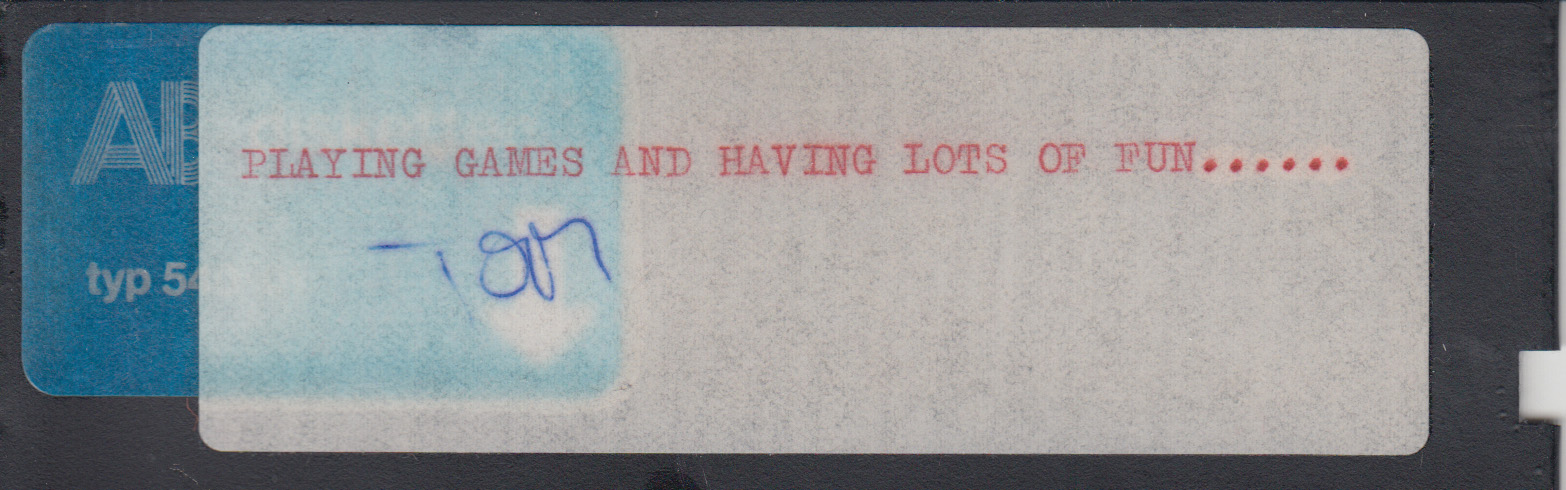 AB
PLAYING GAMES AND HAVING LOTS OF FUN......
Tom
typ 54